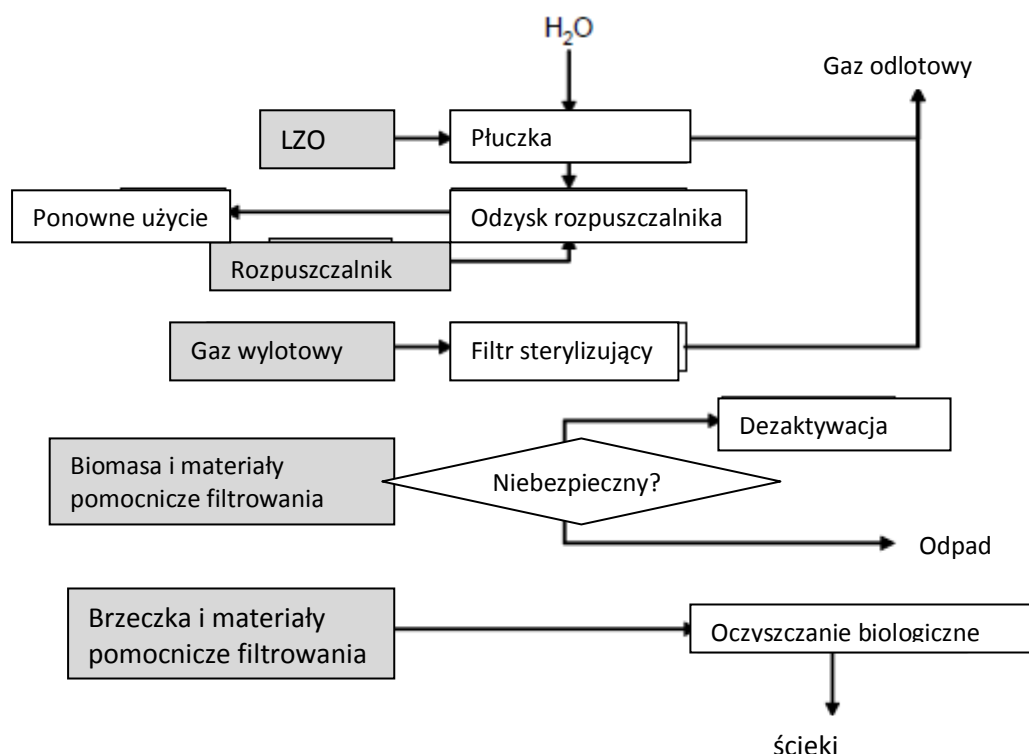 H₂O
Gaz odlotowy
LZO
Płuczka
Ponowne użycie
Odzysk rozpuszczalnika
Rozpuszczalnik
Gaz wylotowy
Filtr sterylizujący
Dezaktywacja
Biomasa i materiały
pomocnicze filtrowania
Niebezpieczny?
Odpad
Brzeczka i materiały
pomocnicze filtrowania
Oczyszczanie biologiczne
ścieki